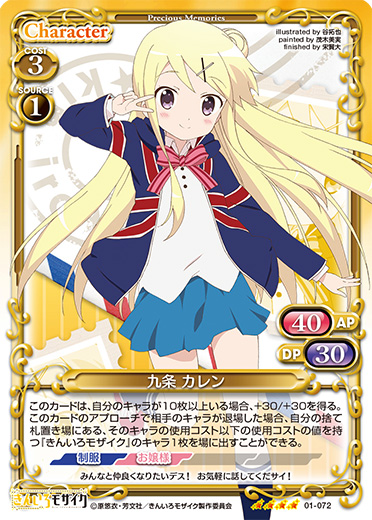 Precious Memories
Character
illustrated by 谷拓也
painted by 茂木美実
finished by 宋賢大
COST
3
SOURCE
1
40 AP
DP 30
九条 カレン
このカードは、自分のキャラが10枚以上いる場合、+30/+30を得る。
このカードのアプローチで相手のキャラが退場した場合、自分の捨て
札置き場にある、そのキャラの使用コスト以下の使用コストの値を持
つ「きんいろモザイク」のキャラ1枚を場に出すことができる。
制服 お嬢様
みんなと仲良くなりたいデス! お気軽に話してくだサイ!
きんいろモザイク
©原悠衣・芳文社/きんいろモザイク製作委員会
01-072